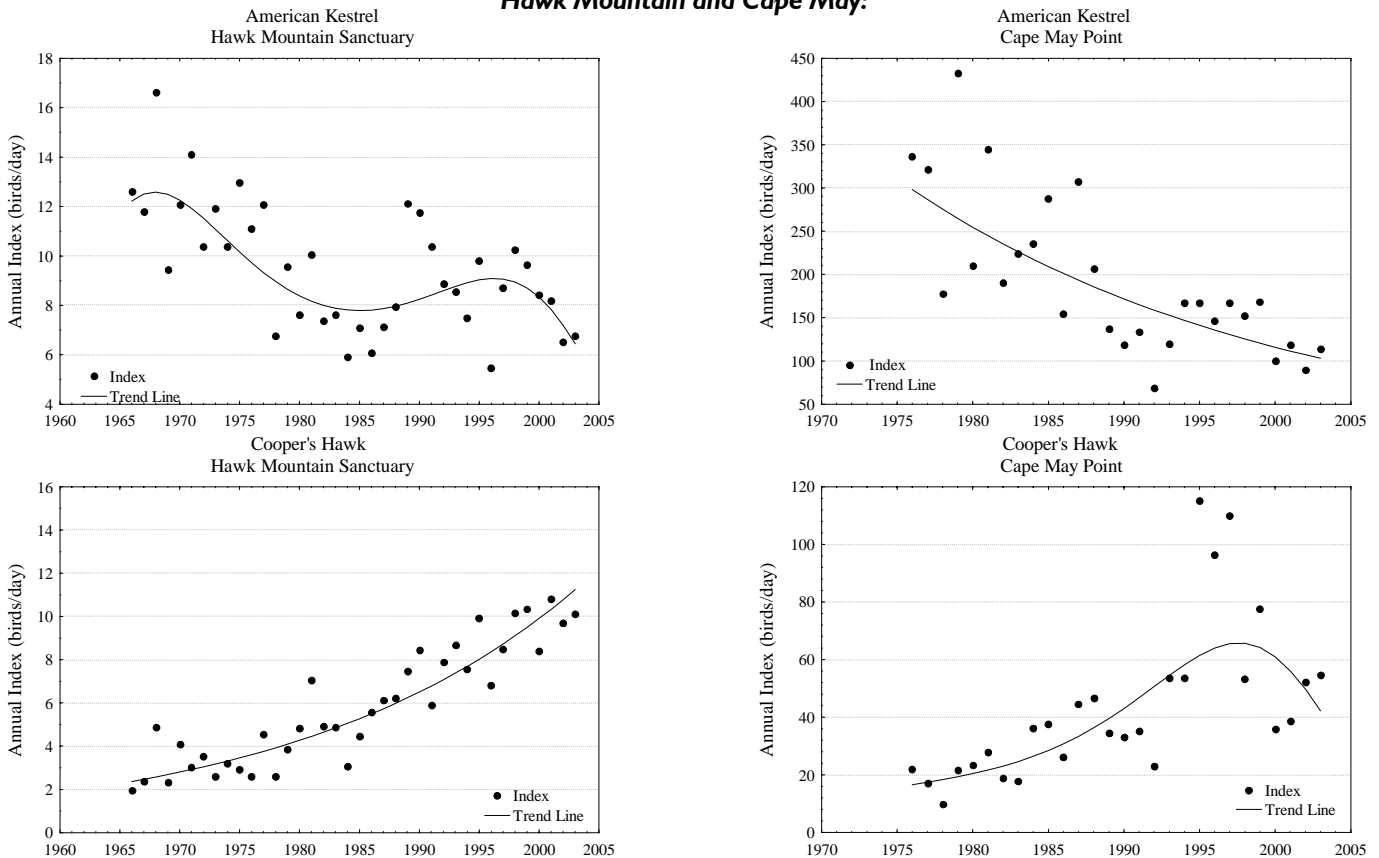 Hawk Mountain and Cape May:
American Kestrel
Hawk Mountain Sanctuary
18
16
14
12
10
8
6
4
Annual Index (birds/day)
Index
Trend Line
1960 1965 1970 1975 1980 1985 1990 1995 2000 2005
American Kestrel
Cape May Point
450
400
350
300
250
200
150
100
50
Annual Index (birds/day)
Index
Trend Line
1970 1975 1980 1985 1990 1995 2000 2005
Cooper's Hawk
Hawk Mountain Sanctuary
16
14
12
10
8
6
4
2
0
Annual Index (birds/day)
Index
Trend Line
1960 1965 1970 1975 1980 1985 1990 1995 2000 2005
Cooper's Hawk
Cape May Point
120
100
80
60
40
20
0
Annual Index (birds/day)
Index
Trend Line
1970 1975 1980 1985 1990 1995 2000 2005